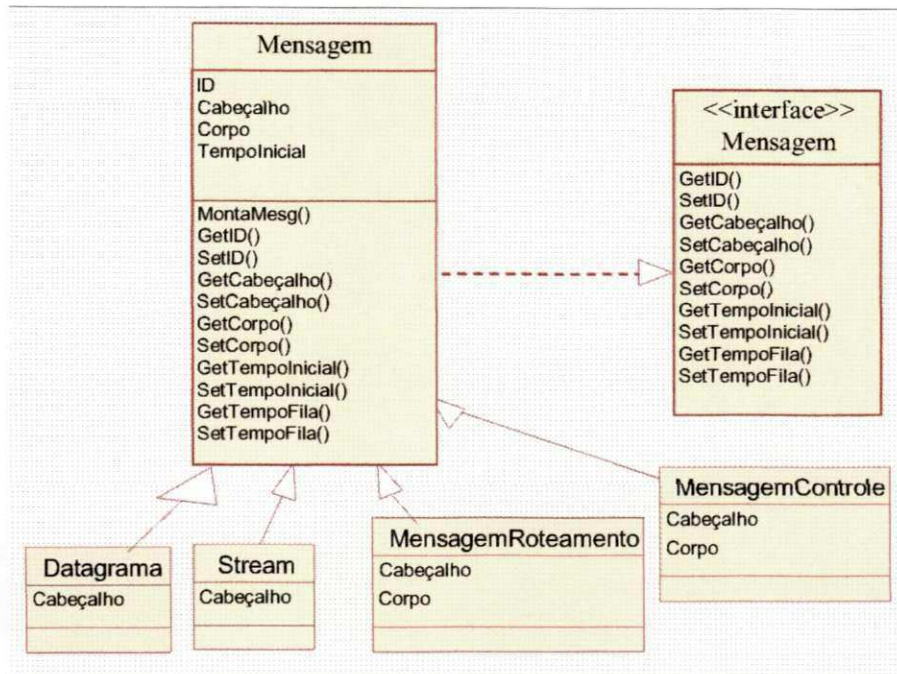 Mensagem
ID
Cabeçalho
Corpo
TempoInicial
MontaMesg()
GetID()
SetID()
GetCabeçalho()
SetCabeçalho()
GetCorpo()
SetCorpo()
GetTempoInicial()
SetTempoInicial()
GetTempoFila()
SetTempoFila()
<<interface>>
Mensagem
GetID()
SetID()
GetCabeçalho()
SetCabeçalho()
GetCorpo()
SetCorpo()
GetTempoInicial()
SetTempoInicial()
GetTempoFila()
SetTempoFila()
Datagrama
Cabeçalho
Stream
Cabeçalho
MensagemRoteamento
Cabeçalho
Corpo
MensagemControle
Cabeçalho
Corpo